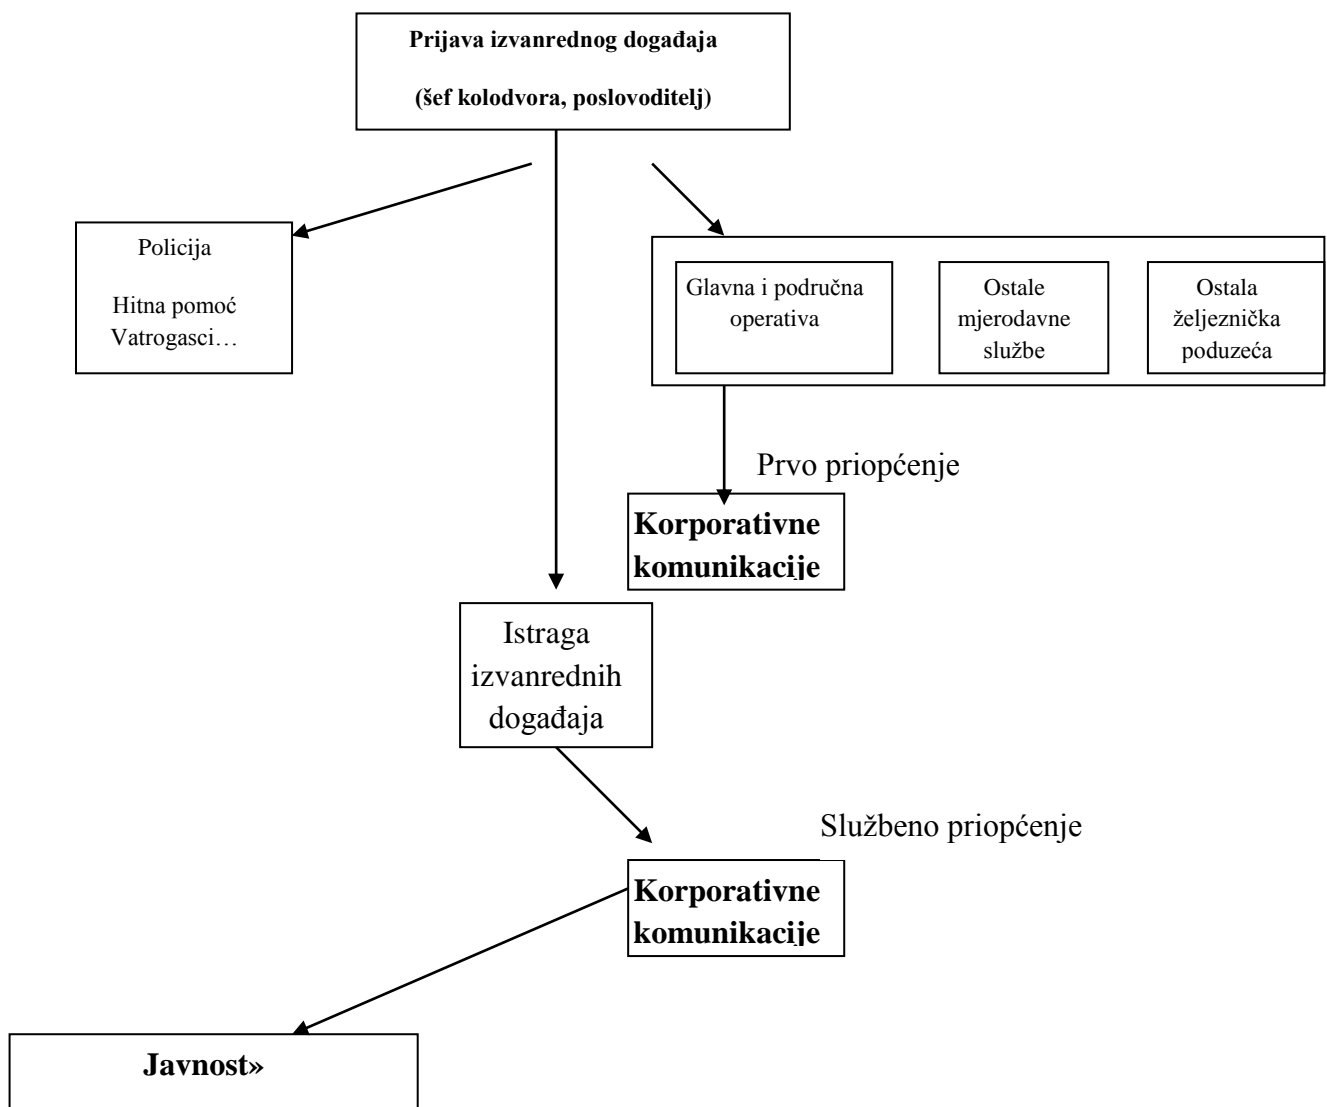 Prijava izvanrednog događaja
(šef kolodvora, poslovoditelj)
Policija
Hitna pomoć
Vatrogasci…
Glavna i područna
operativa
Ostale
mjerodavne
službe
Ostala
željeznička
poduzeća
Prvo priopćenje
Korporativne
komunikacije
Istraga
izvanrednih
događaja
Službeno priopćenje
Korporativne
komunikacije
Javnost»